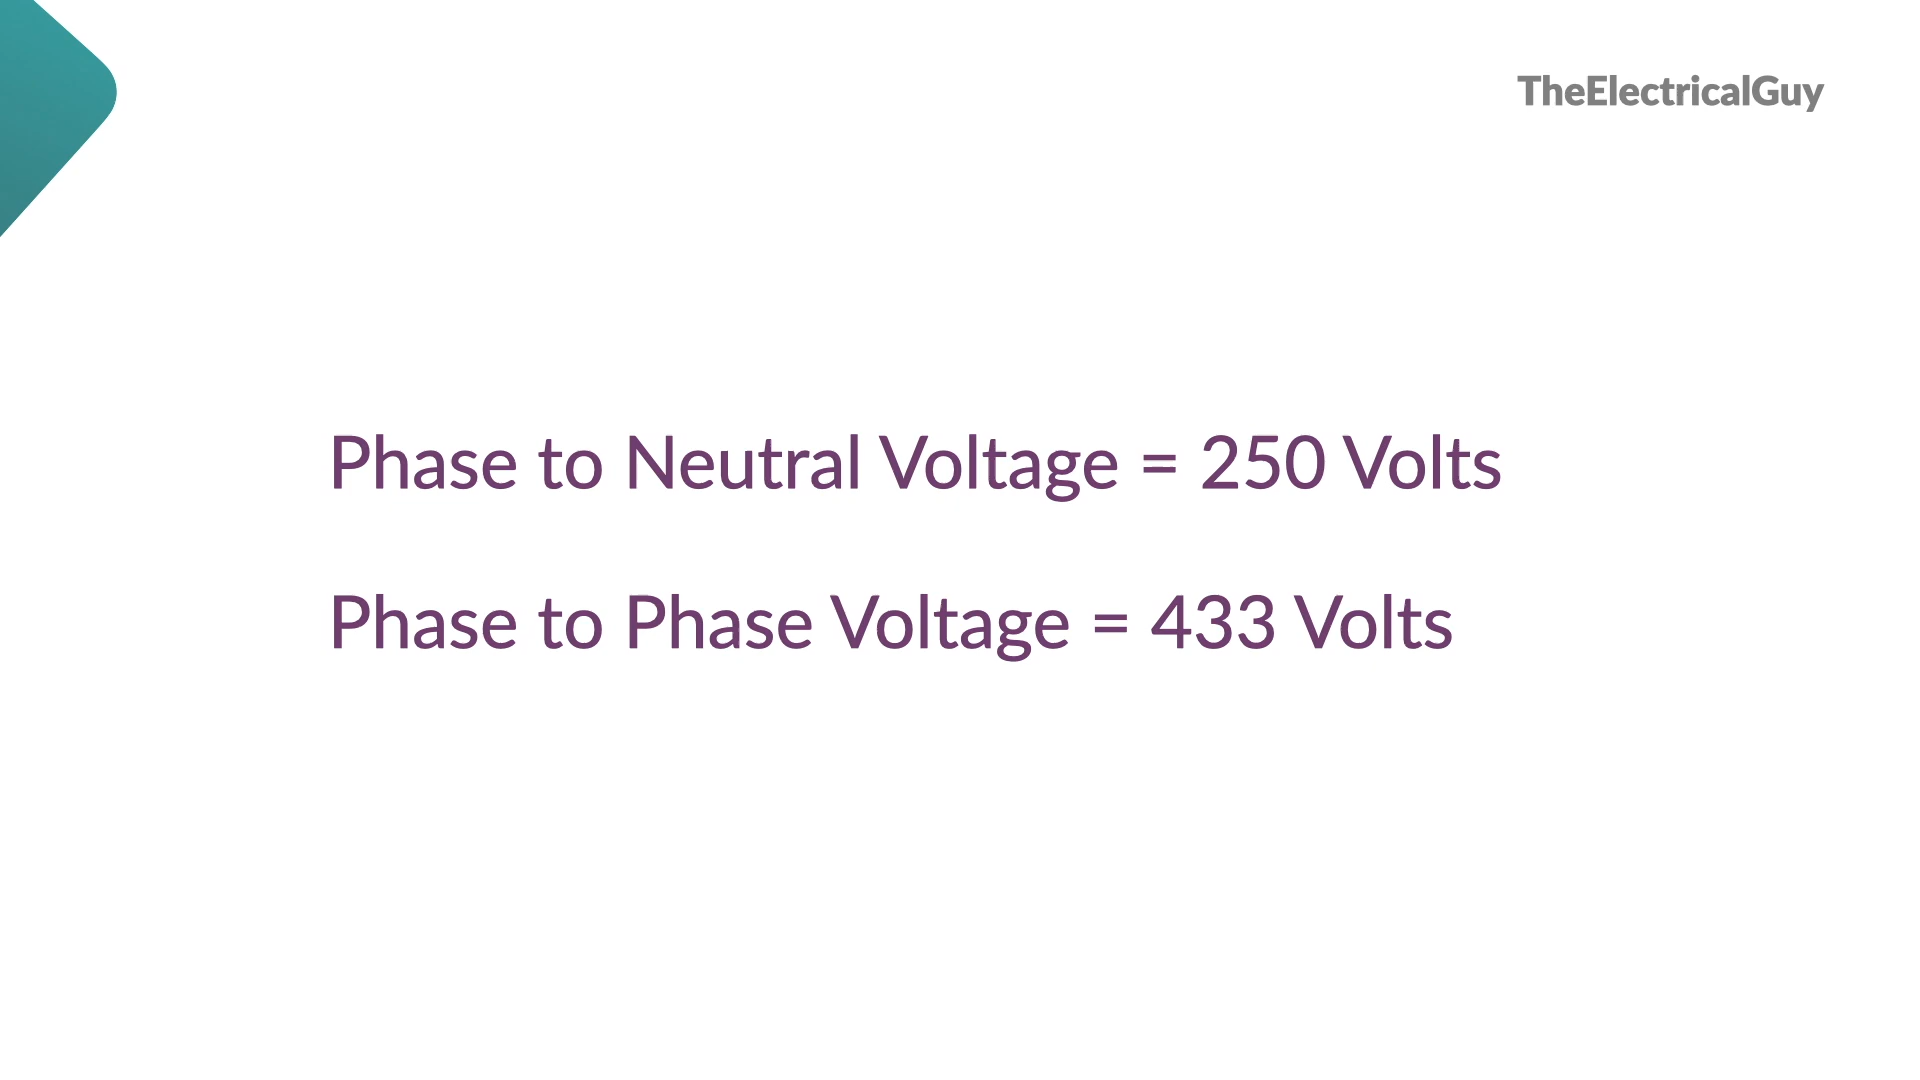 TheElectricalGuy
Phase to Neutral Voltage = 250 Volts
Phase to Phase Voltage = 433 Volts